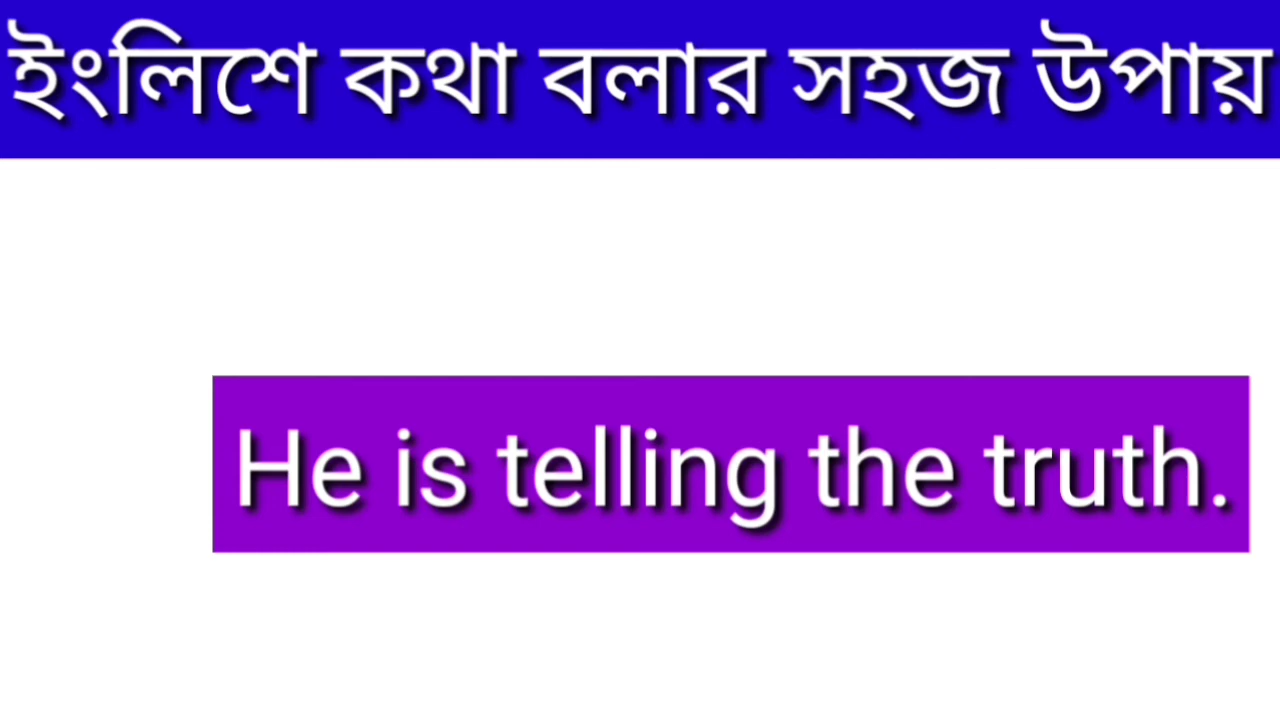 ইংলিশে কথা বলার সহজ উপায়
He is telling the truth.